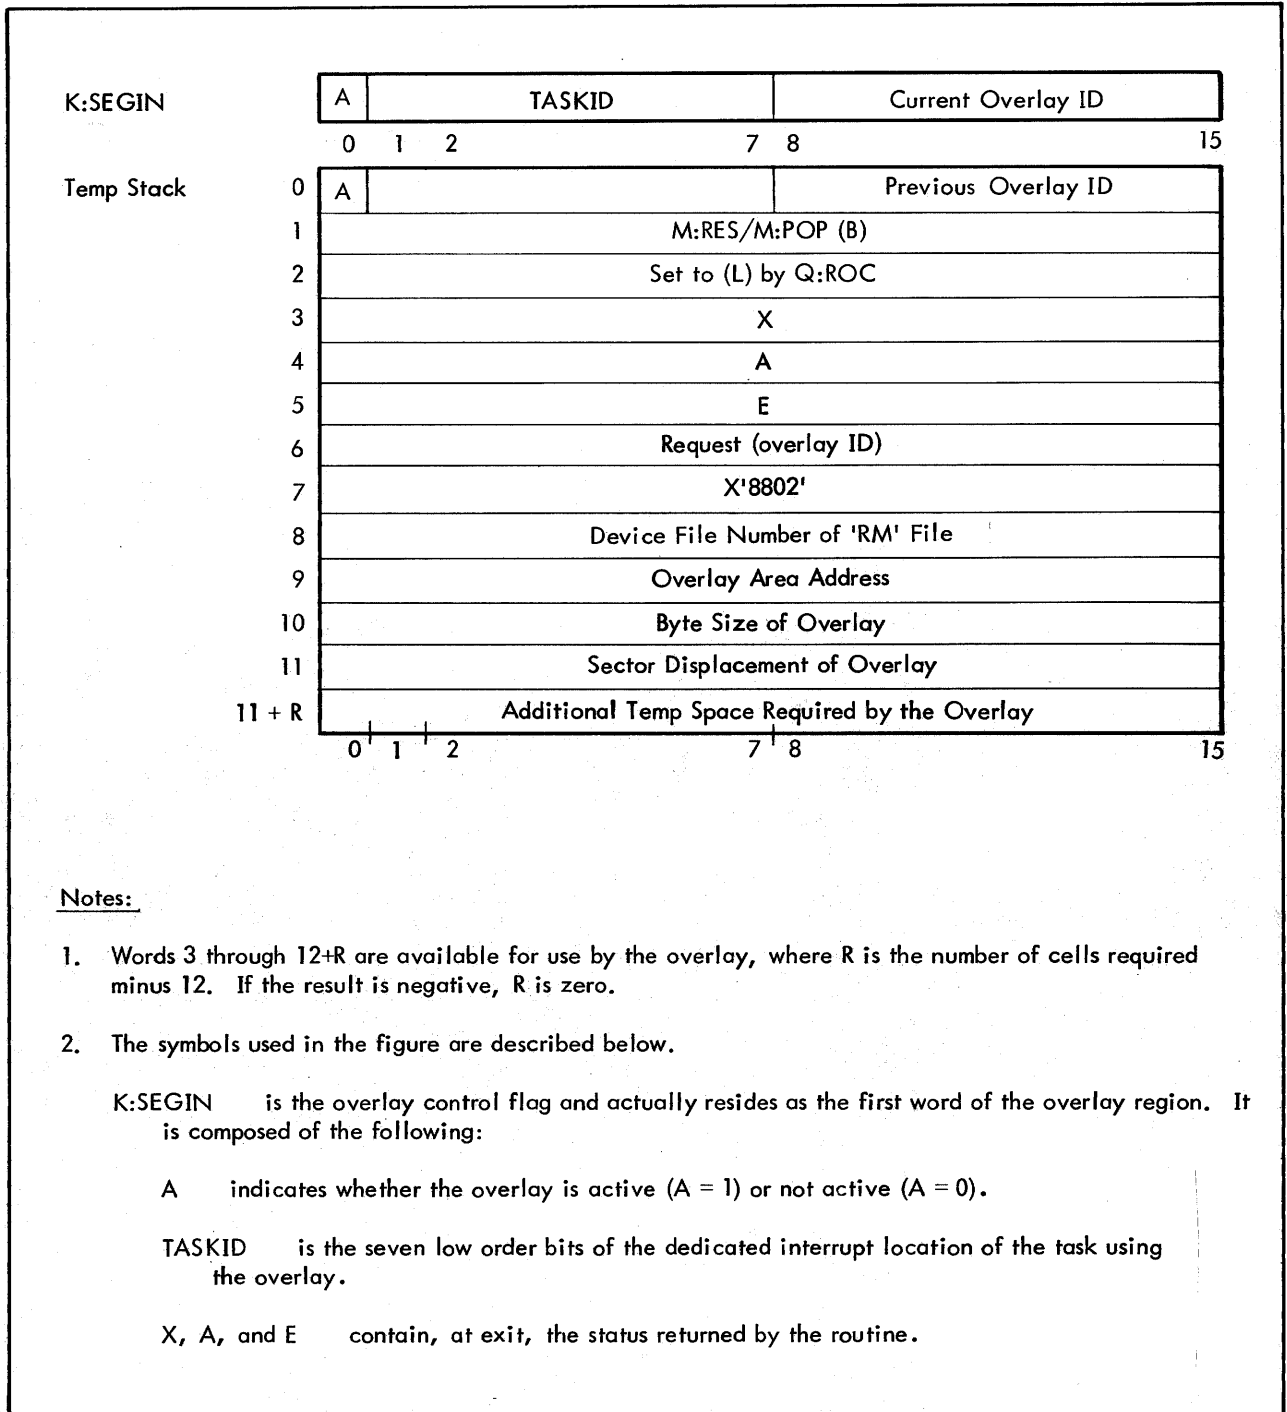 K:SEGIN A TASKID Current Overlay ID
0 1 2 7 8 15
Temp Stack 0 A Previous Overlay ID
1 M:RES/M:POP (B)
2 Set to (L) by Q:ROC
3 X
4 A
5 E
6 Request (overlay ID)
7 X'8802'
8 Device File Number of 'RM' File
9 Overlay Area Address
10 Byte Size of Overlay
11 Sector Displacement of Overlay
11 + R Additional Temp Space Required by the Overlay
0 1 2 7 8 15
Notes:
1. Words 3 through 12+R are available for use by the overlay, where R is the number of cells required
minus 12. If the result is negative, R is zero.
2. The symbols used in the figure are described below.
K:SEGIN is the overlay control flag and actually resides as the first word of the overlay region. It
is composed of the following:
A indicates whether the overlay is active (A = 1) or not active (A = 0).
TASKID is the seven low order bits of the dedicated interrupt location of the task using
the overlay.
X, A, and E contain, at exit, the status returned by the routine.